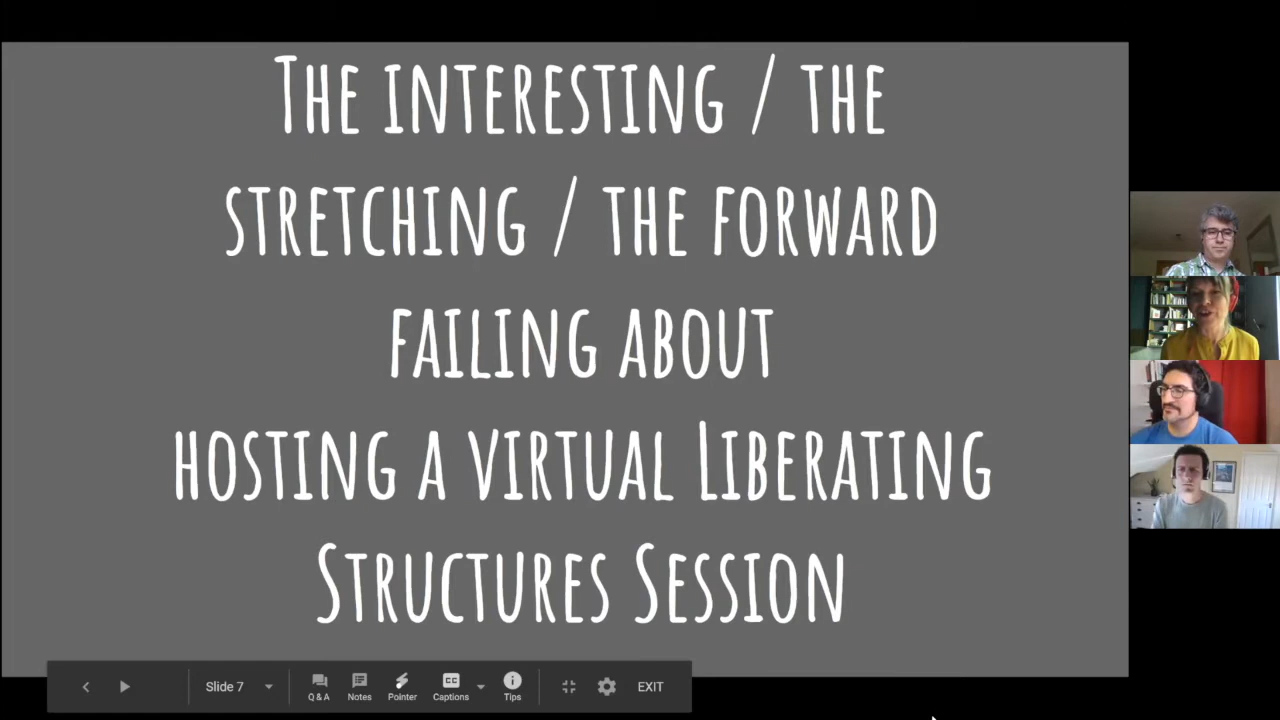 The interesting / the
stretching / the forward
failing about
hosting a virtual Liberating
Structures Session
Slide 7
Q & A
Notes
Pointer
CC
Captions
Tips
EXIT